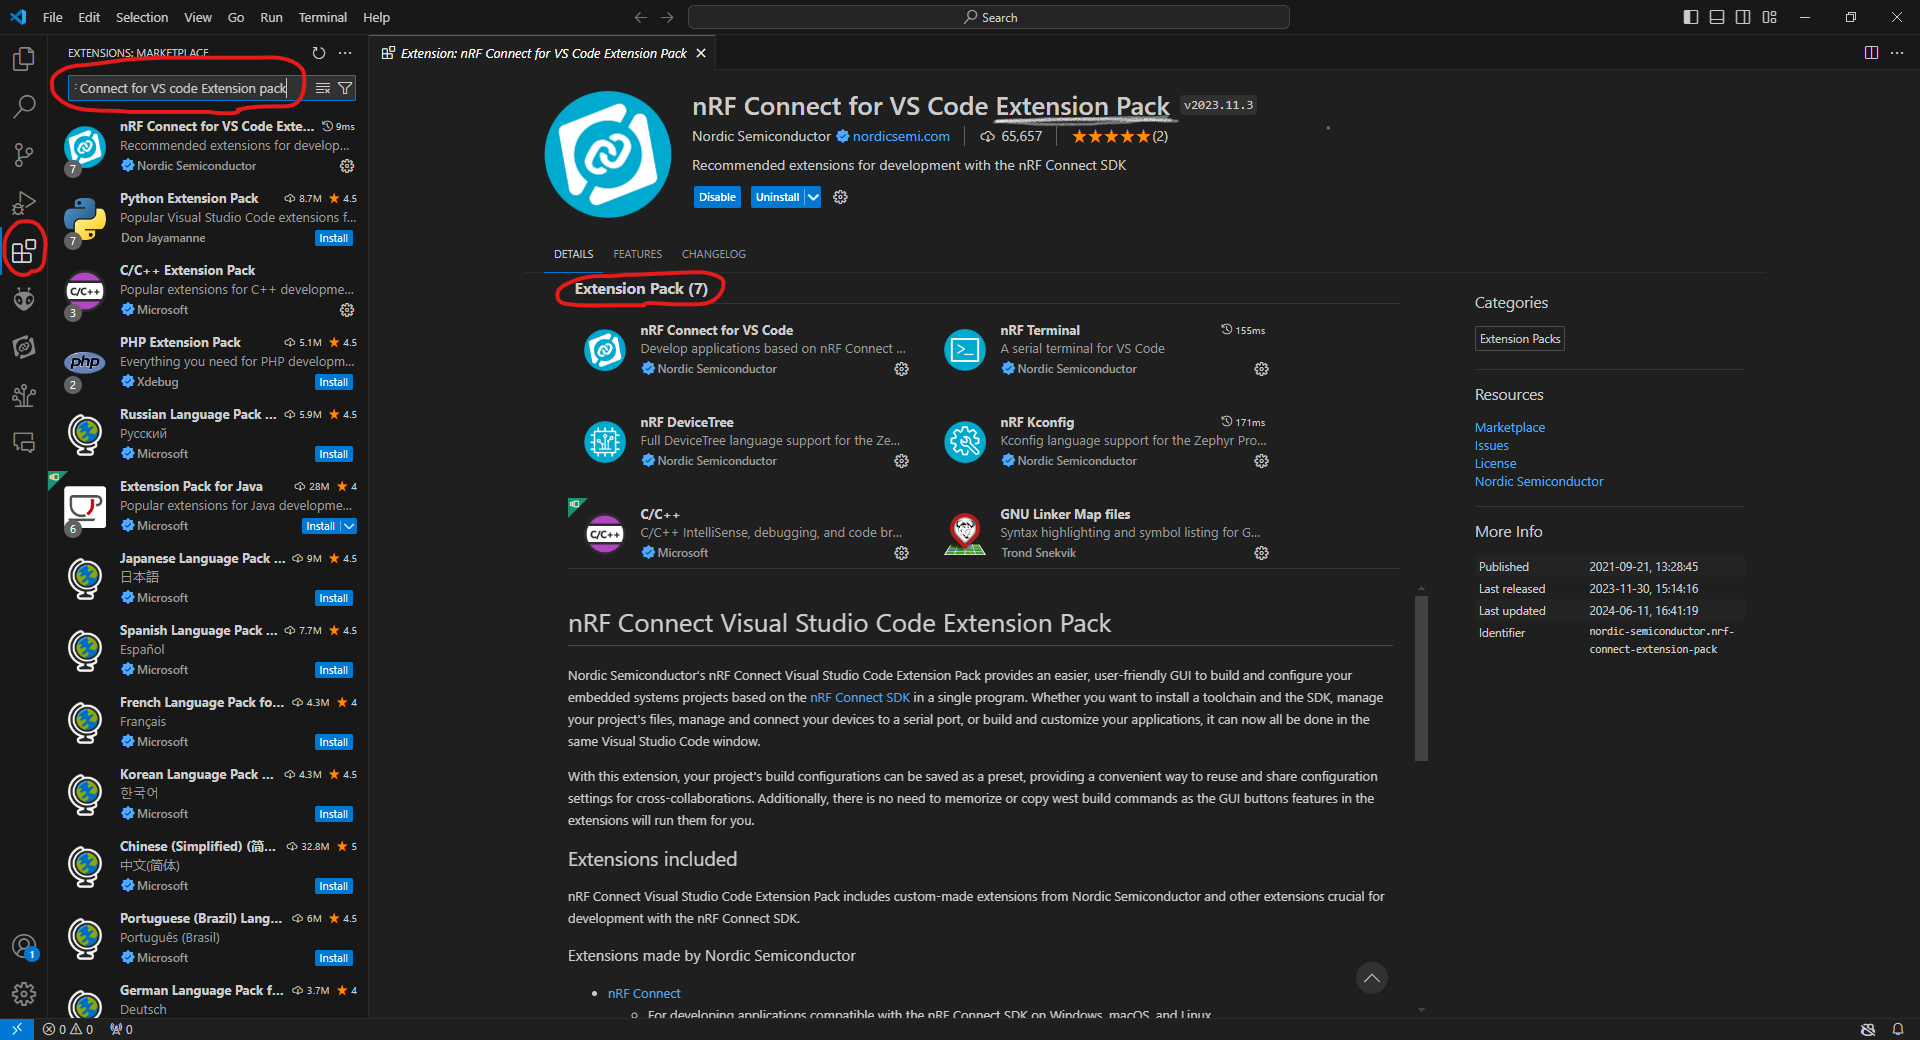 File Edit Selection View Go Run Terminal Help
Search
EXTENSIONS: MARKETPLACE
Connect for VS code Extension pack
nRF Connect for VS Code Exte... 9ms
Recommended extensions for develop...
7
Nordic Semiconductor
Python Extension Pack 8.7M 4.5
Popular Visual Studio Code extensions f...
7
Don Jayamanne Install
C/C++ Extension Pack
C/C++
Popular extensions for C++ developme...
3
Microsoft
PHP Extension Pack 5.1M 4.5
php
Everything you need for PHP developm...
2
Xdebug Install
Russian Language Pack ... 5.9M 4.5
Русский
Microsoft Install
Extension Pack for Java 28M 4
Popular extensions for Java developme...
6
Microsoft Install
Japanese Language Pack ... 9M 4.5
日本語
Microsoft Install
Spanish Language Pack ... 7.7M 4.5
Español
Microsoft Install
French Language Pack fo... 4.3M 4
Français
Microsoft Install
Korean Language Pack ... 4.3M 4.5
한국어
Microsoft Install
Chinese (Simplified) (简... 32.8M 5
中文(简体)
Microsoft Install
Portuguese (Brazil) Lang... 6M 4.5
Português (Brasil)
Microsoft Install
German Language Pack f... 3.7M 4
Deutsch
1
0 0 0
Extension: nRF Connect for VS Code Extension Pack
nRF Connect for VS Code Extension Pack v2023.11.3
Nordic Semiconductor nordicsemi.com 65,657 (2)
Recommended extensions for development with the nRF Connect SDK
Disable Uninstall
DETAILS FEATURES CHANGELOG
Extension Pack (7)
nRF Connect for VS Code
Develop applications based on nRF Connect ...
Nordic Semiconductor
nRF Terminal 155ms
A serial terminal for VS Code
Nordic Semiconductor
nRF DeviceTree
Full DeviceTree language support for the Ze...
Nordic Semiconductor
nRF Kconfig 171ms
Kconfig language support for the Zephyr Pro...
Nordic Semiconductor
C/C++
C/C++
C/C++ IntelliSense, debugging, and code br...
Microsoft
GNU Linker Map files
Syntax highlighting and symbol listing for G...
Trond Snekvik
nRF Connect Visual Studio Code Extension Pack
Nordic Semiconductor's nRF Connect Visual Studio Code Extension Pack provides an easier, user-friendly GUI to build and configure your
embedded systems projects based on the nRF Connect SDK in a single program. Whether you want to install a toolchain and the SDK, manage
your project's files, manage and connect your devices to a serial port, or build and customize your applications, it can now all be done in the
same Visual Studio Code window.
With this extension, your project's build configurations can be saved as a preset, providing a convenient way to reuse and share configuration
settings for cross-collaborations. Additionally, there is no need to memorize or copy west build commands as the GUI buttons features in the
extensions will run them for you.
Extensions included
nRF Connect Visual Studio Code Extension Pack includes custom-made extensions from Nordic Semiconductor and other extensions crucial for
development with the nRF Connect SDK.
Extensions made by Nordic Semiconductor
• nRF Connect
For developing applications compatible with the nRF Connect SDK on Windows, macOS, and Linux
Categories
Extension Packs
Resources
Marketplace
Issues
License
Nordic Semiconductor
More Info
Published 2021-09-21, 13:28:45
Last released 2023-11-30, 15:14:16
Last updated 2024-06-11, 16:41:19
Identifier nordic-semiconductor.nrf-
connect-extension-pack